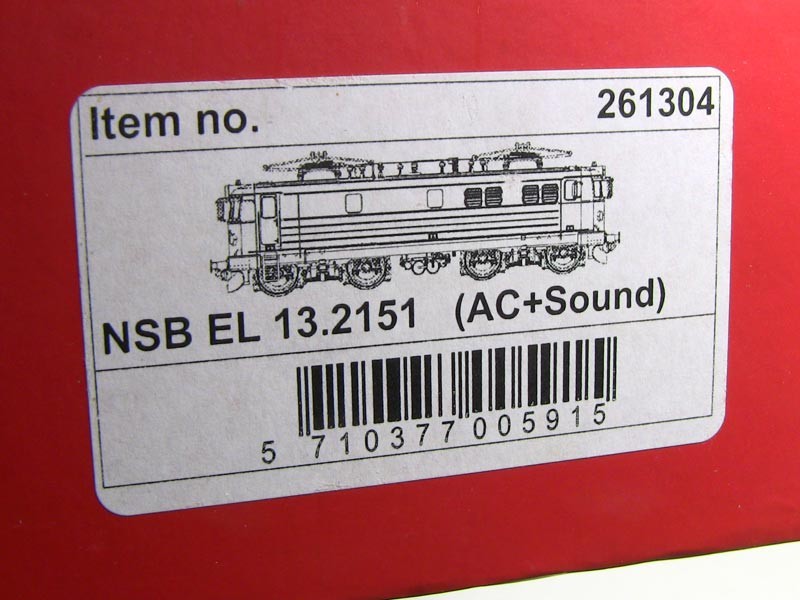 Item no. 261304
NSB EL 13.2151 (AC+Sound)
5 710377 005915